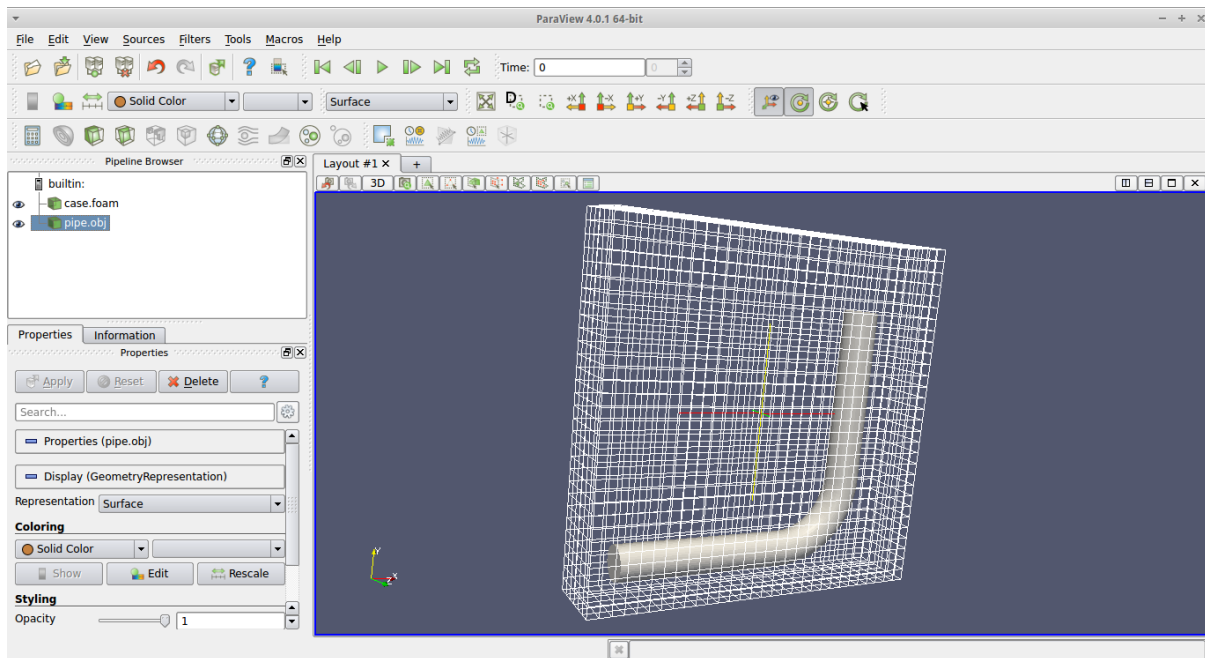 ParaView 4.0.1 64-bit
File Edit View Sources Filters Tools Macros Help
Time: 0 0
Solid Color Surface
+X -X +Y -Y +Z -Z
Pipeline Browser
builtin:
case.foam
pipe.obj
Layout #1
3D
Properties Information
Properties
Apply Reset Delete ?
Search...
Properties (pipe.obj)
Display (GeometryRepresentation)
Representation Surface
Coloring
Solid Color
Show Edit Rescale
Styling
Opacity 1
Y
Z X